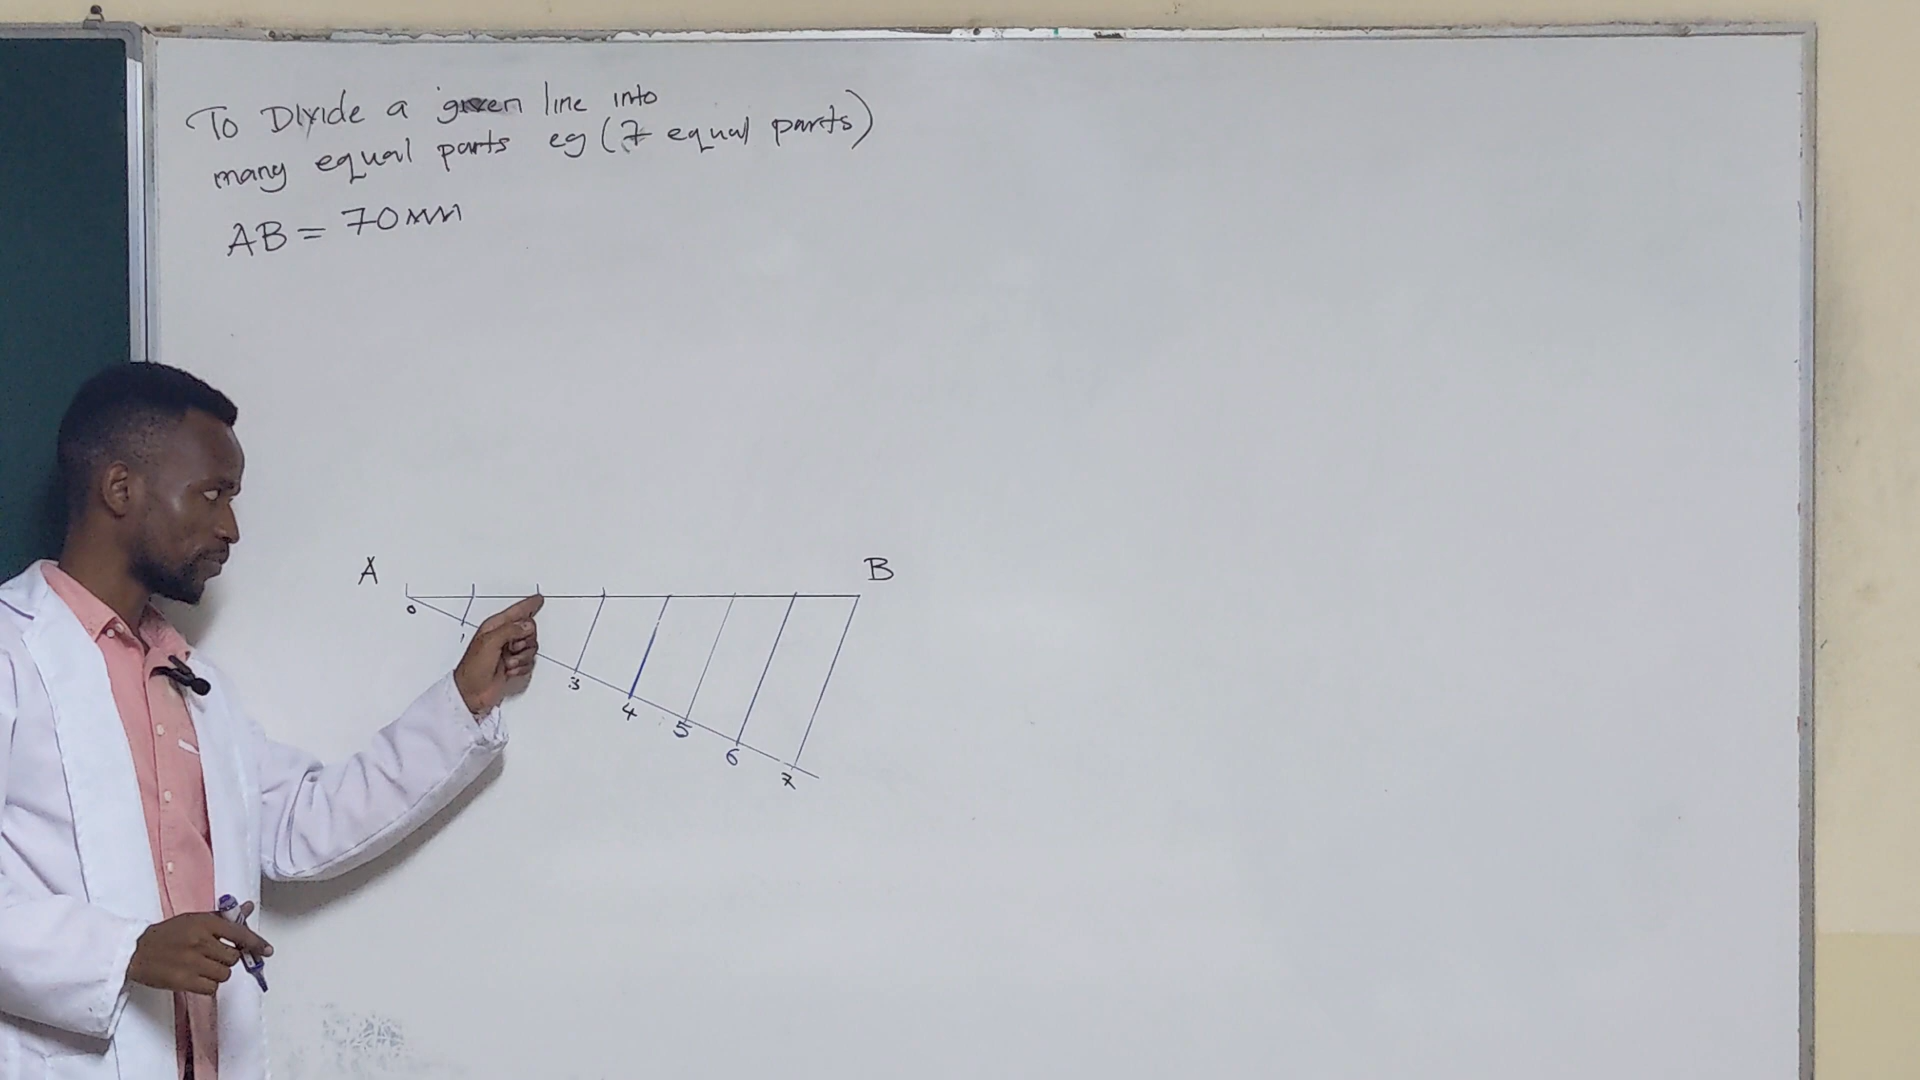 To Divide a given line into
many equal parts eg (7 equal parts)
AB = 70mm
A
B
0
1
3
4
5
6
7